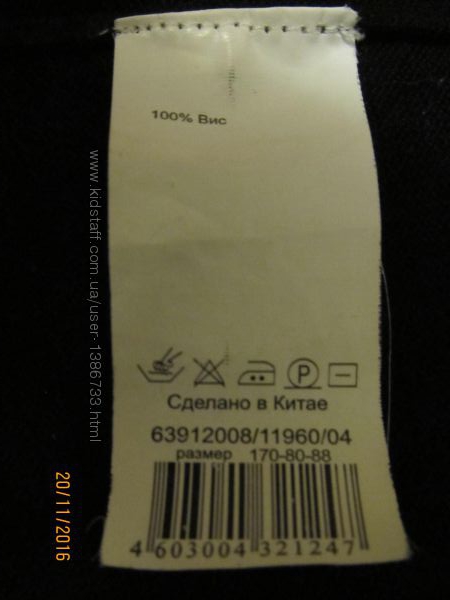 100% Вис
P
Сделано в Китае
63912008/11960/04
размер 170-80-88
4 603004 321247
www.kidstaff.com.ua/user-1386733.html
20/11/2016